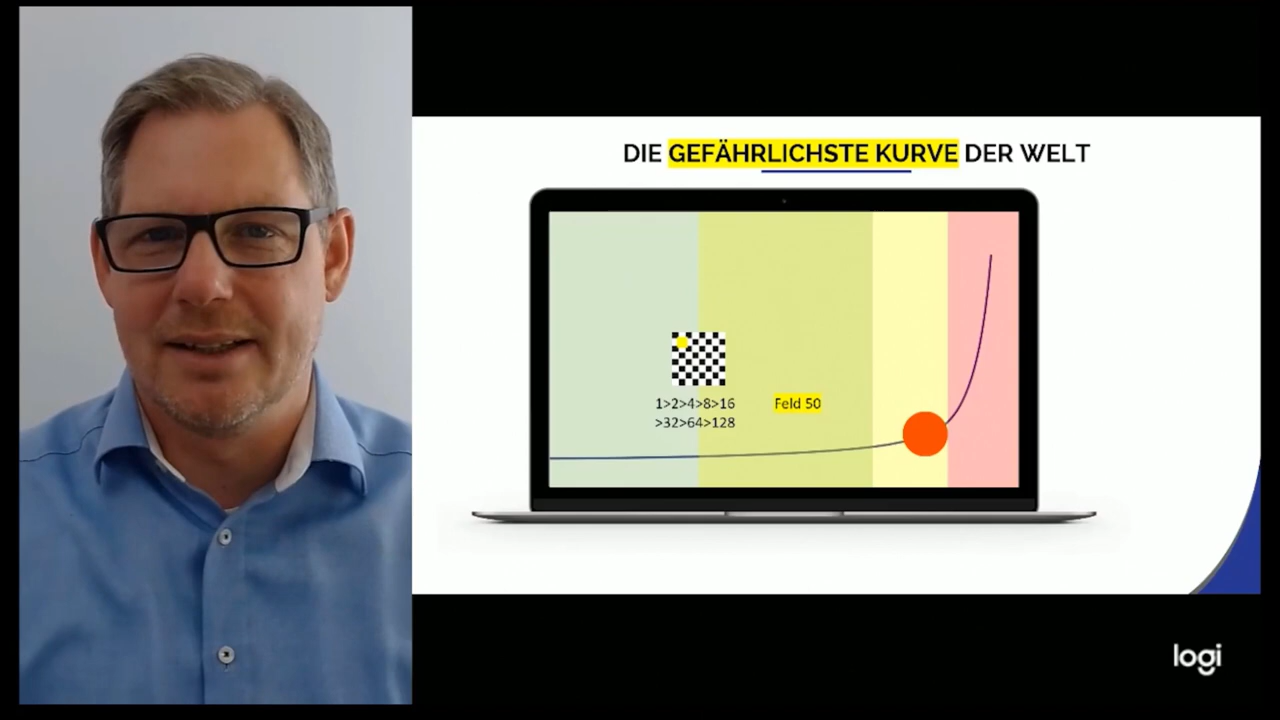 DIE GEFÄHRLICHSTE KURVE DER WELT
1>2>4>8>16
>32>64>128
Feld 50
logi